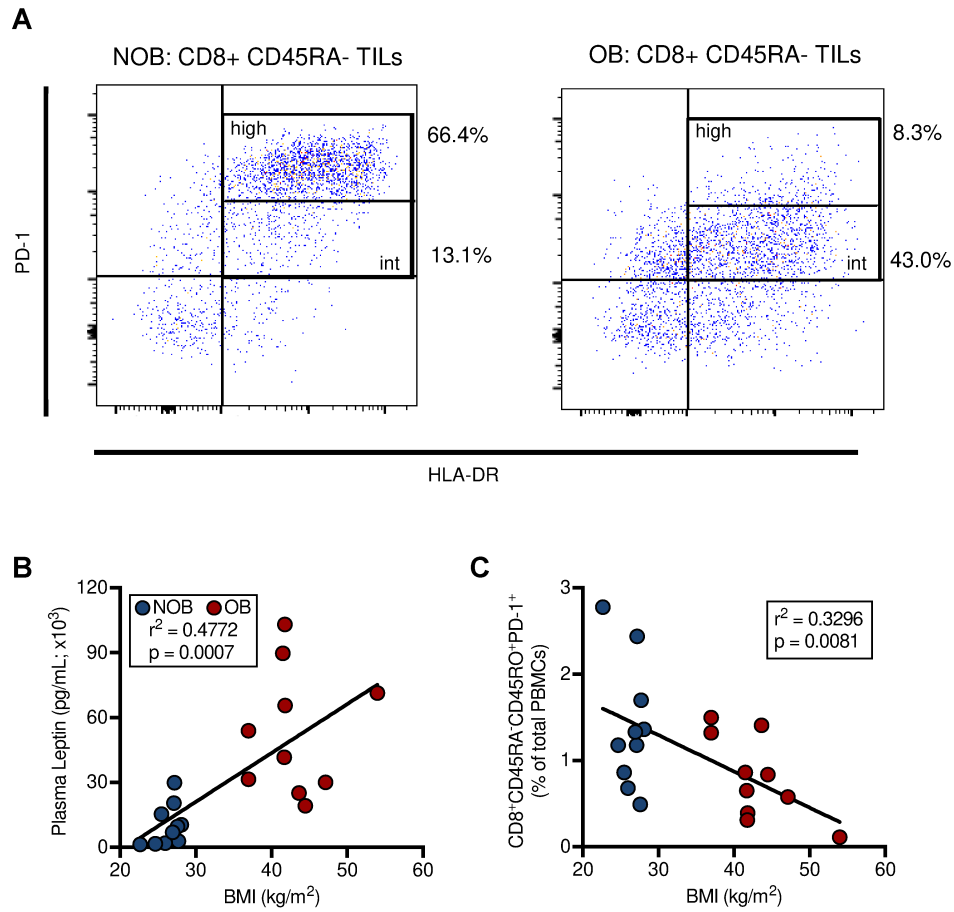 A
NOB: CD8+ CD45RA- TILs
OB: CD8+ CD45RA- TILs
high
66.4%
int
13.1%
high
8.3%
int
43.0%
PD-1
HLA-DR
B
120
90
60
30
0
Plasma Leptin (pg/mL; x10³)
NOB OB
r² = 0.4772
p = 0.0007
20 30 40 50 60
BMI (kg/m²)
C
3
2
1
0
CD8⁺CD45RA⁻CD45RO⁺PD-1⁺
(% of total PBMCs)
r² = 0.3296
p = 0.0081
20 30 40 50 60
BMI (kg/m²)